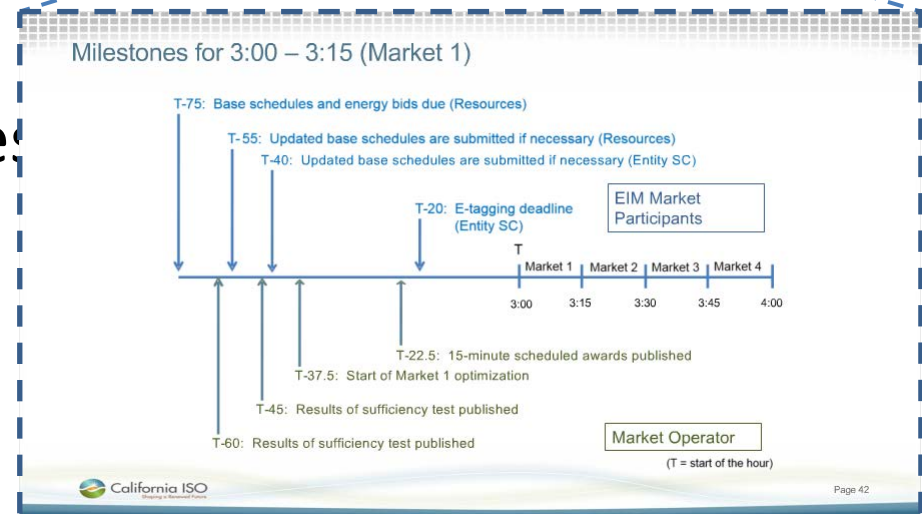 Milestones for 3:00 – 3:15 (Market 1)
T-75: Base schedules and energy bids due (Resources)
es
T-55: Updated base schedules are submitted if necessary (Resources)
T-40: Updated base schedules are submitted if necessary (Entity SC)
T-20: E-tagging deadline
(Entity SC)
EIM Market
Participants
T
Market 1 Market 2 Market 3 Market 4
3:00 3:15 3:30 3:45 4:00
T-22.5: 15-minute scheduled awards published
T-37.5: Start of Market 1 optimization
T-45: Results of sufficiency test published
T-60: Results of sufficiency test published
Market Operator
(T = start of the hour)
California ISO
Shaping a Renewed Future
Page 42